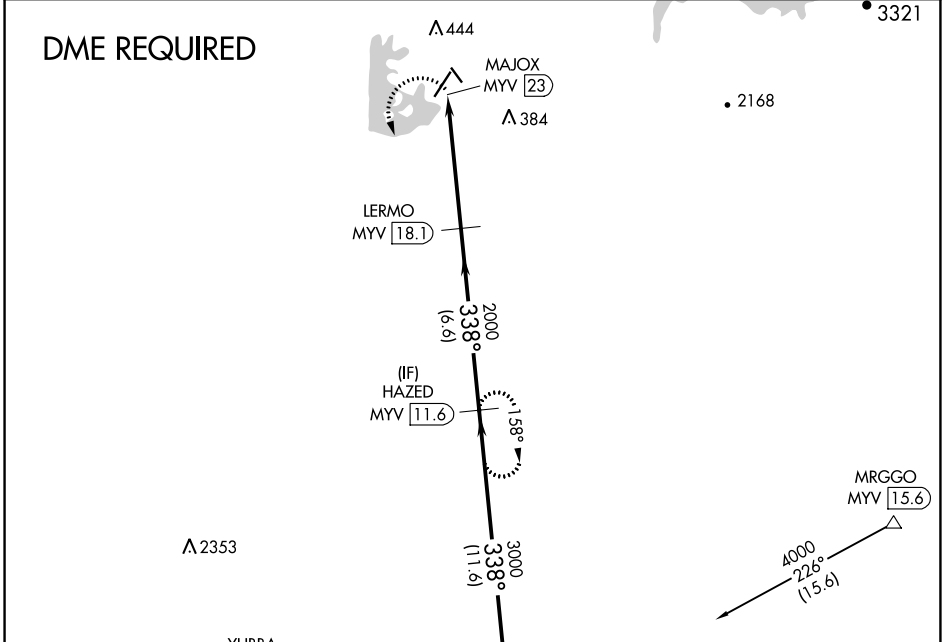 DME REQUIRED
444
3321
MAJOX
MYV 23
384
2168
LERMO
MYV 18.1
2000
338°
(6.6)
(IF)
HAZED
MYV 11.6
158°
MRGGO
MYV 15.6
2353
3000
338°
(11.6)
4000
226°
(15.6)